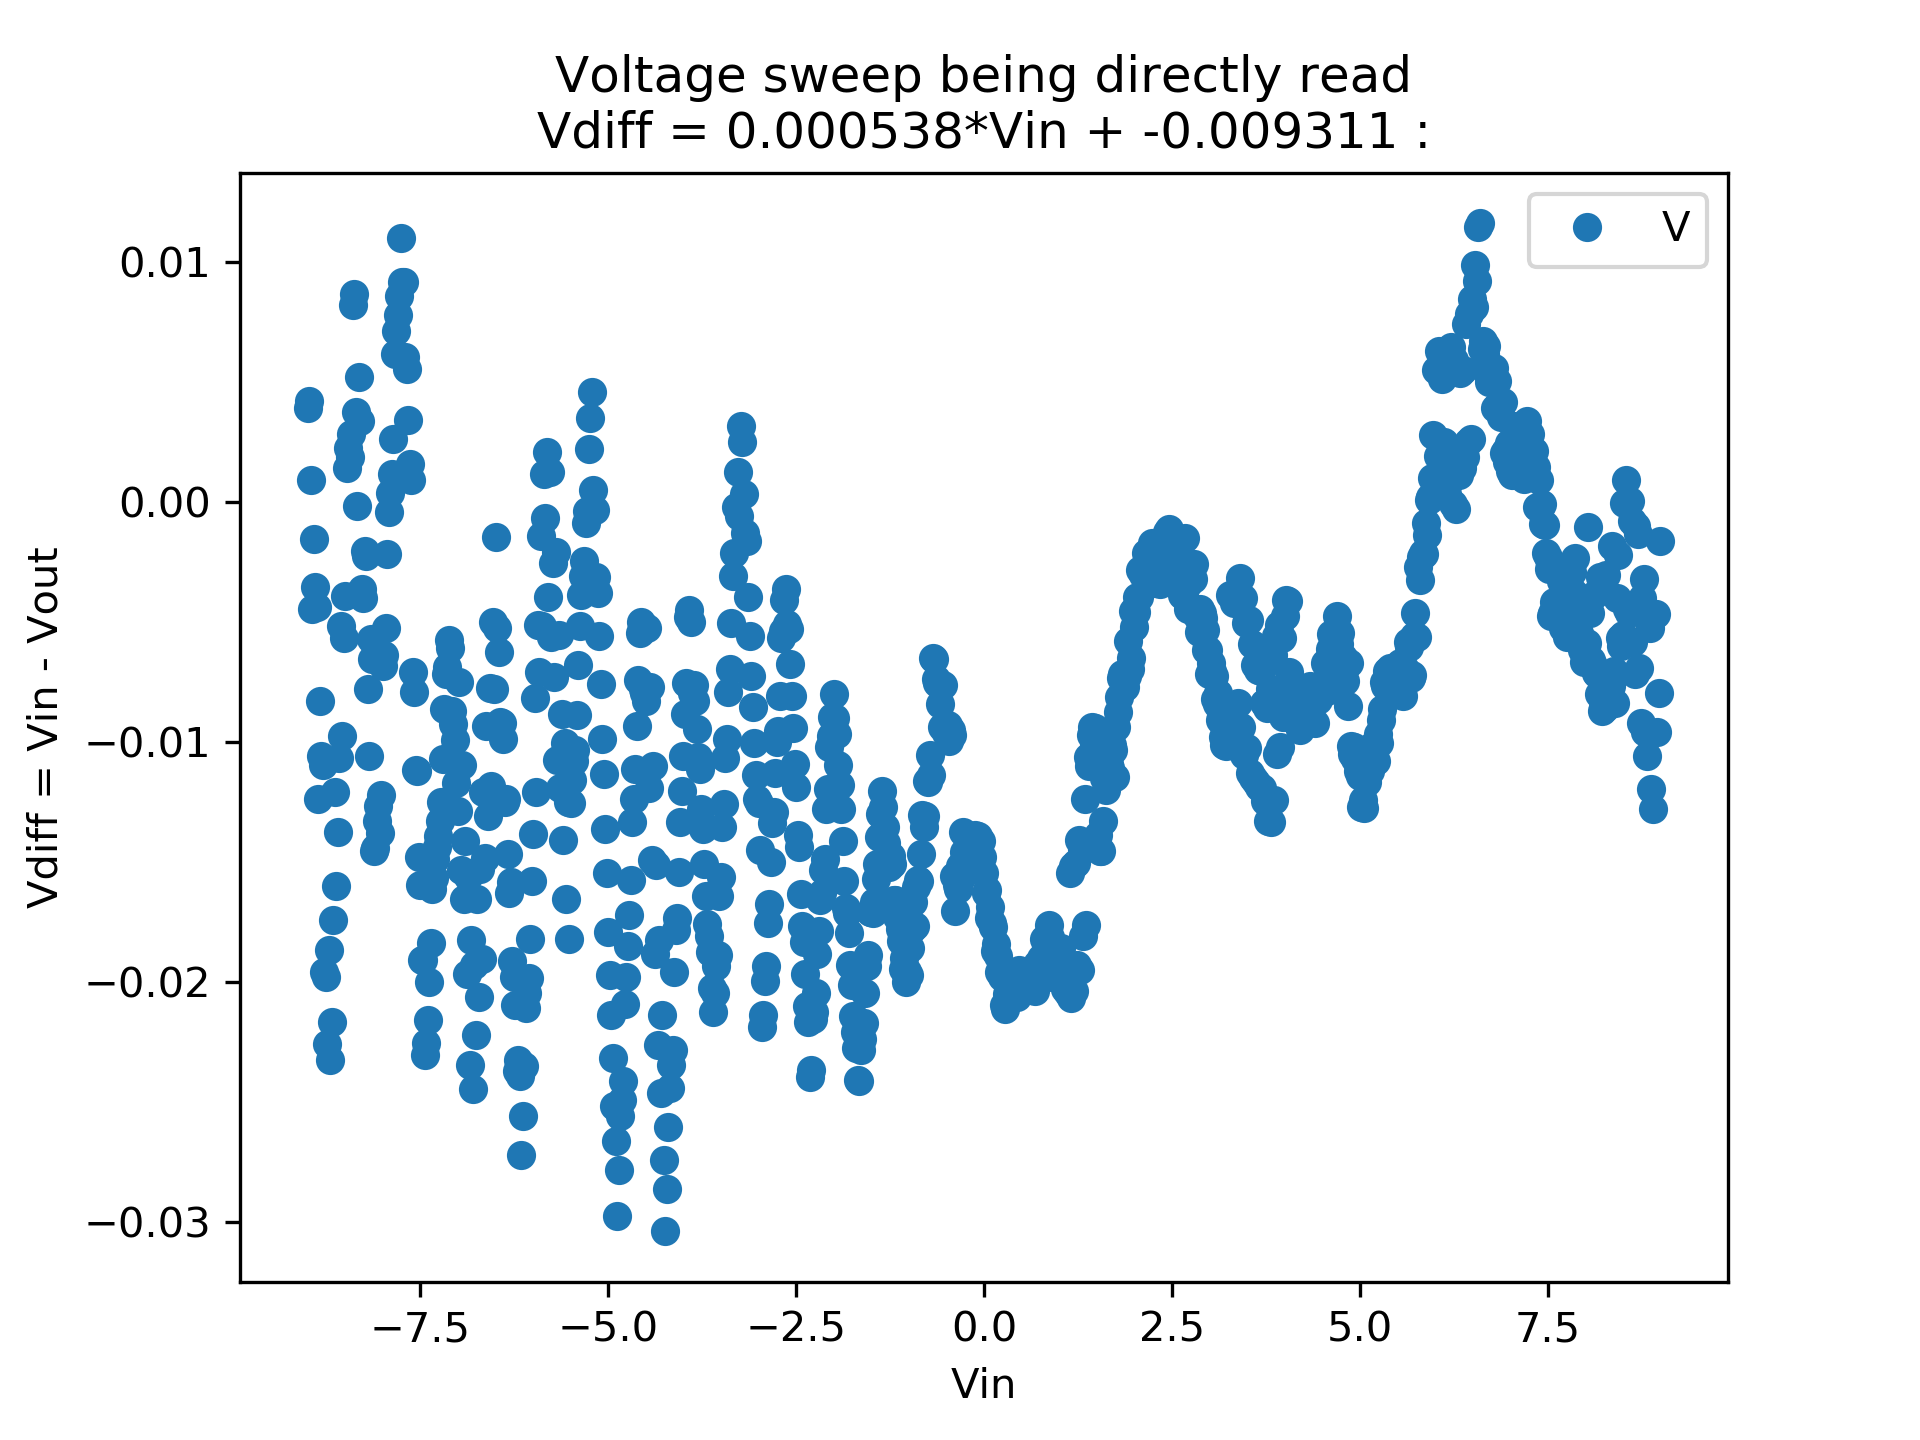 Voltage sweep being directly read
Vdiff = 0.000538*Vin + -0.009311 :
V
0.01
0.00
−0.01
−0.02
−0.03
Vdiff = Vin - Vout
−7.5
−5.0
−2.5
0.0
2.5
5.0
7.5
Vin